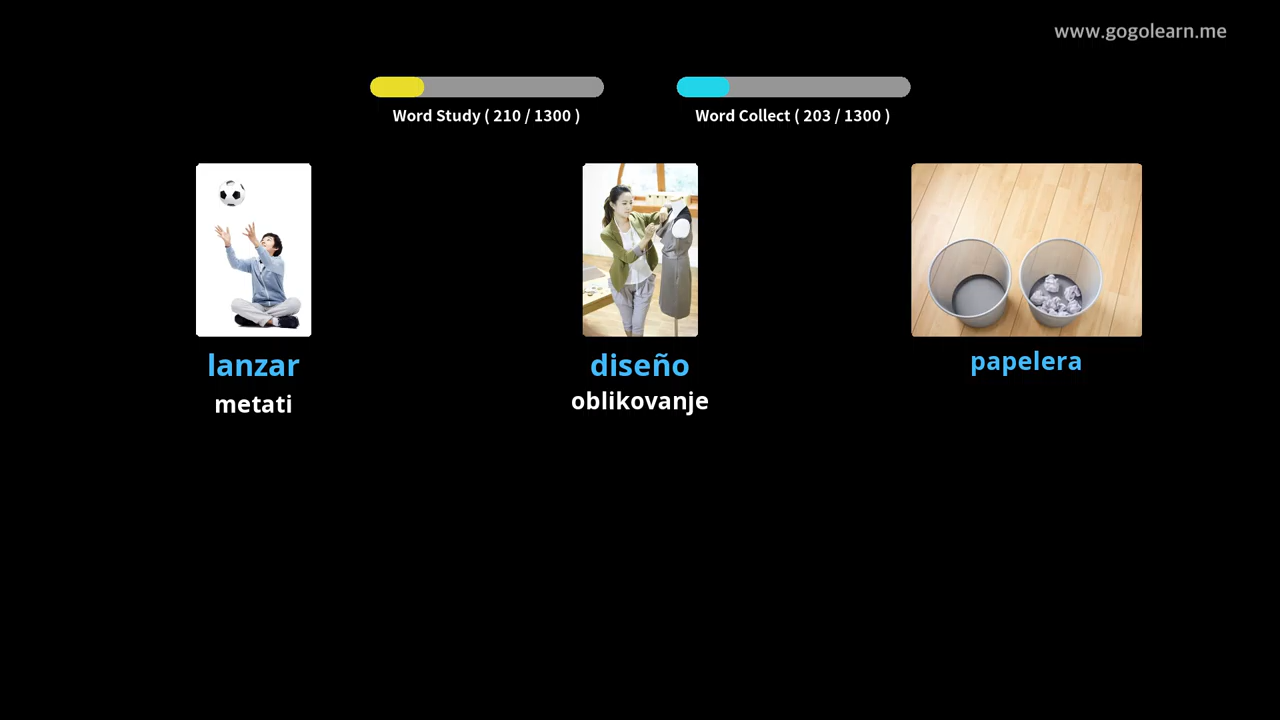 www.gogolearn.me
Word Study ( 210 / 1300 )
Word Collect ( 203 / 1300 )
lanzar
metati
diseño
oblikovanje
papelera